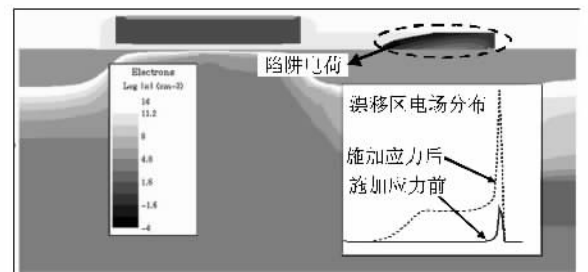 陷阱电荷
Electrons
Log [n] (cm-3)
16
11.2
8
4.8
1.6
-1.6
-4
漂移区电场分布
施加应力后
施加应力前